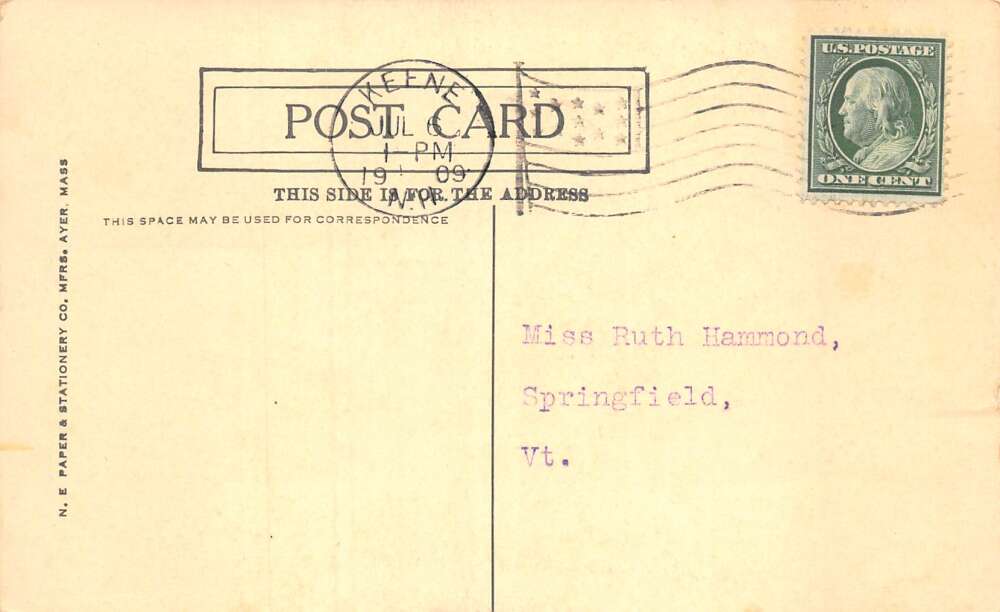 U.S. POSTAGE
ONE CENT
KEENE
JUL 6
1-PM
19 09
N.H.
POST CARD
THIS SIDE IS FOR THE ADDRESS
THIS SPACE MAY BE USED FOR CORRESPONDENCE
N. E PAPER & STATIONERY CO. MFRS. AYER, MASS
Miss Ruth Hammond,
Springfield,
Vt.